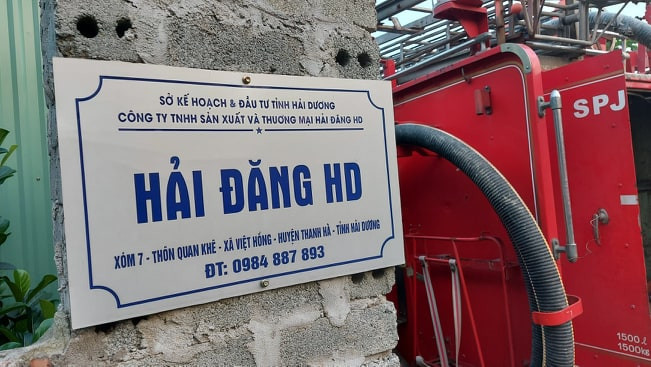 SỞ KẾ HOẠCH & ĐẦU TƯ TỈNH HẢI DƯƠNG
CÔNG TY TNHH SẢN XUẤT VÀ THƯƠNG MẠI HẢI ĐĂNG HD
HẢI ĐĂNG HD
XÓM 7 - THÔN QUAN KHÊ - XÃ VIỆT HỒNG - HUYỆN THANH HÀ - TỈNH HẢI DƯƠNG
ĐT: 0984 887 893
SPJ
1500ℓ
1500kg